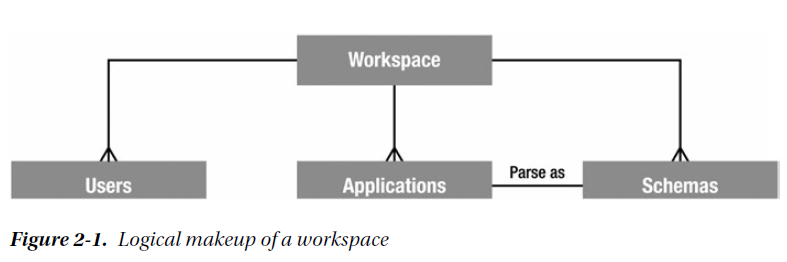 Workspace
Parse as
Users
Applications
Schemas
Figure 2-1. Logical makeup of a workspace